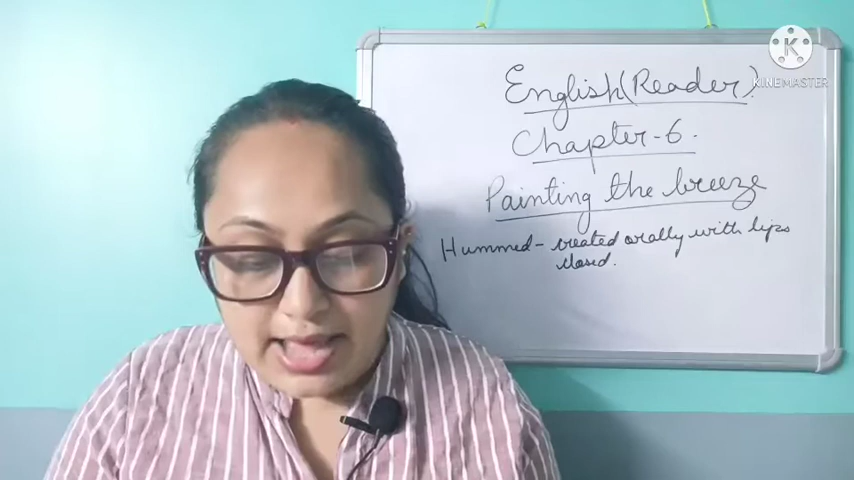 English(Reader).
Chapter-6.
Painting the breeze
Hummed - created orally with lips
closed.
K
KINEMASTER